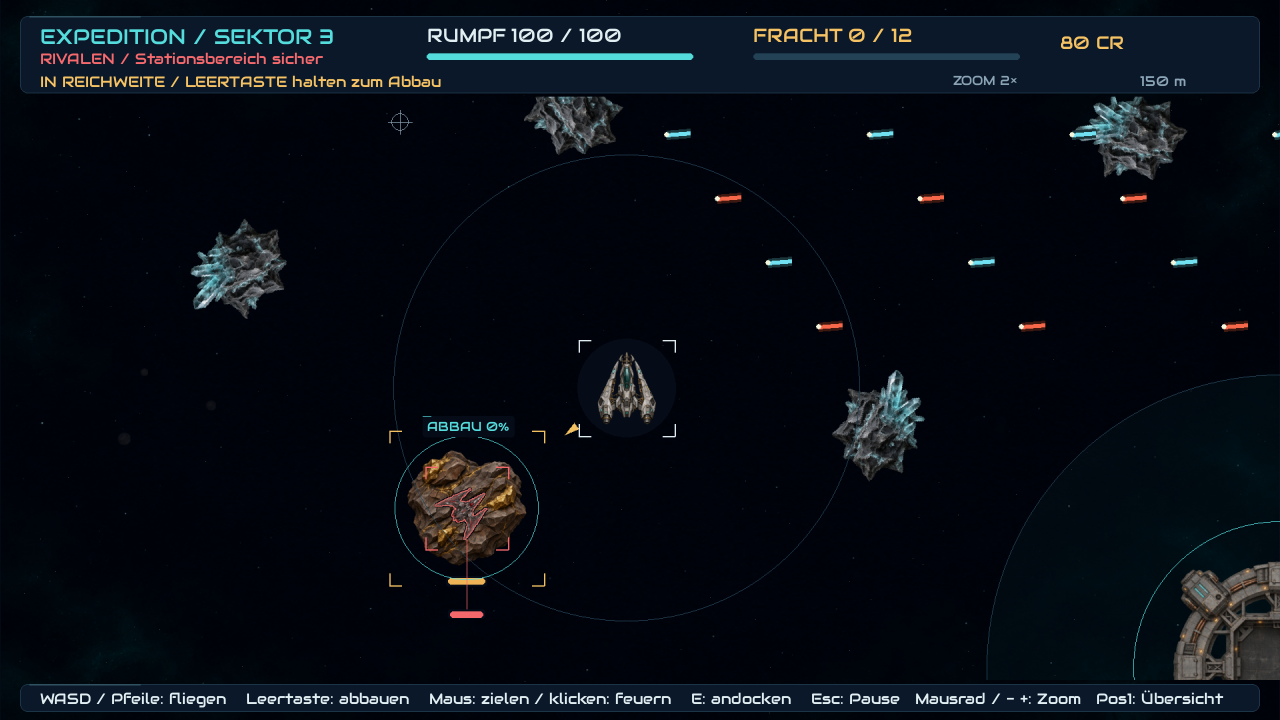 EXPEDITION / SEKTOR 3
RUMPF 100 / 100
FRACHT 0 / 12
80 CR
RIVALEN / Stationsbereich sicher
IN REICHWEITE / LEERTASTE halten zum Abbau
ZOOM 2×
150 m
ABBAU 0%
WASD / Pfeile: fliegen Leertaste: abbauen Maus: zielen / klicken: feuern E: andocken Esc: Pause Mausrad / - +: Zoom Pos1: Übersicht